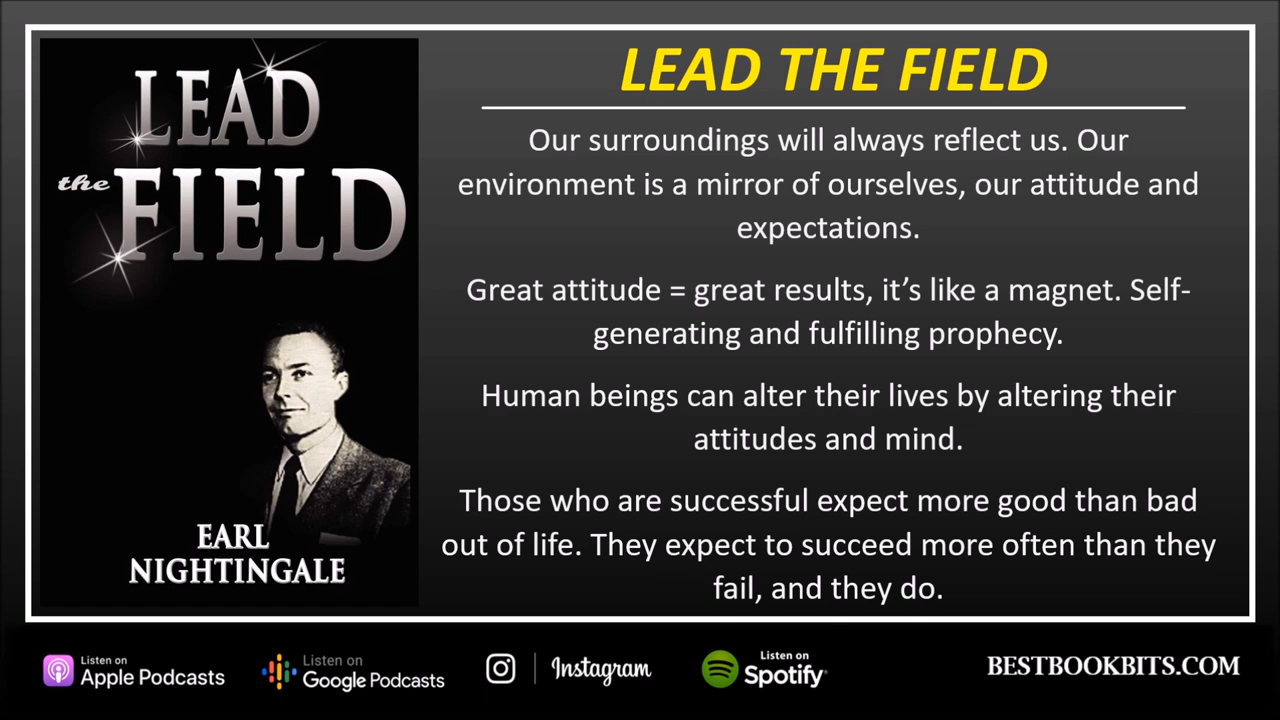 LEAD
the FIELD
EARL
NIGHTINGALE
LEAD THE FIELD
Our surroundings will always reflect us. Our
environment is a mirror of ourselves, our attitude and
expectations.
Great attitude = great results, it’s like a magnet. Self-
generating and fulfilling prophecy.
Human beings can alter their lives by altering their
attitudes and mind.
Those who are successful expect more good than bad
out of life. They expect to succeed more often than they
fail, and they do.
Listen on
Apple Podcasts
Listen on
Google Podcasts
Instagram
Listen on
Spotify
BESTBOOKBITS.COM